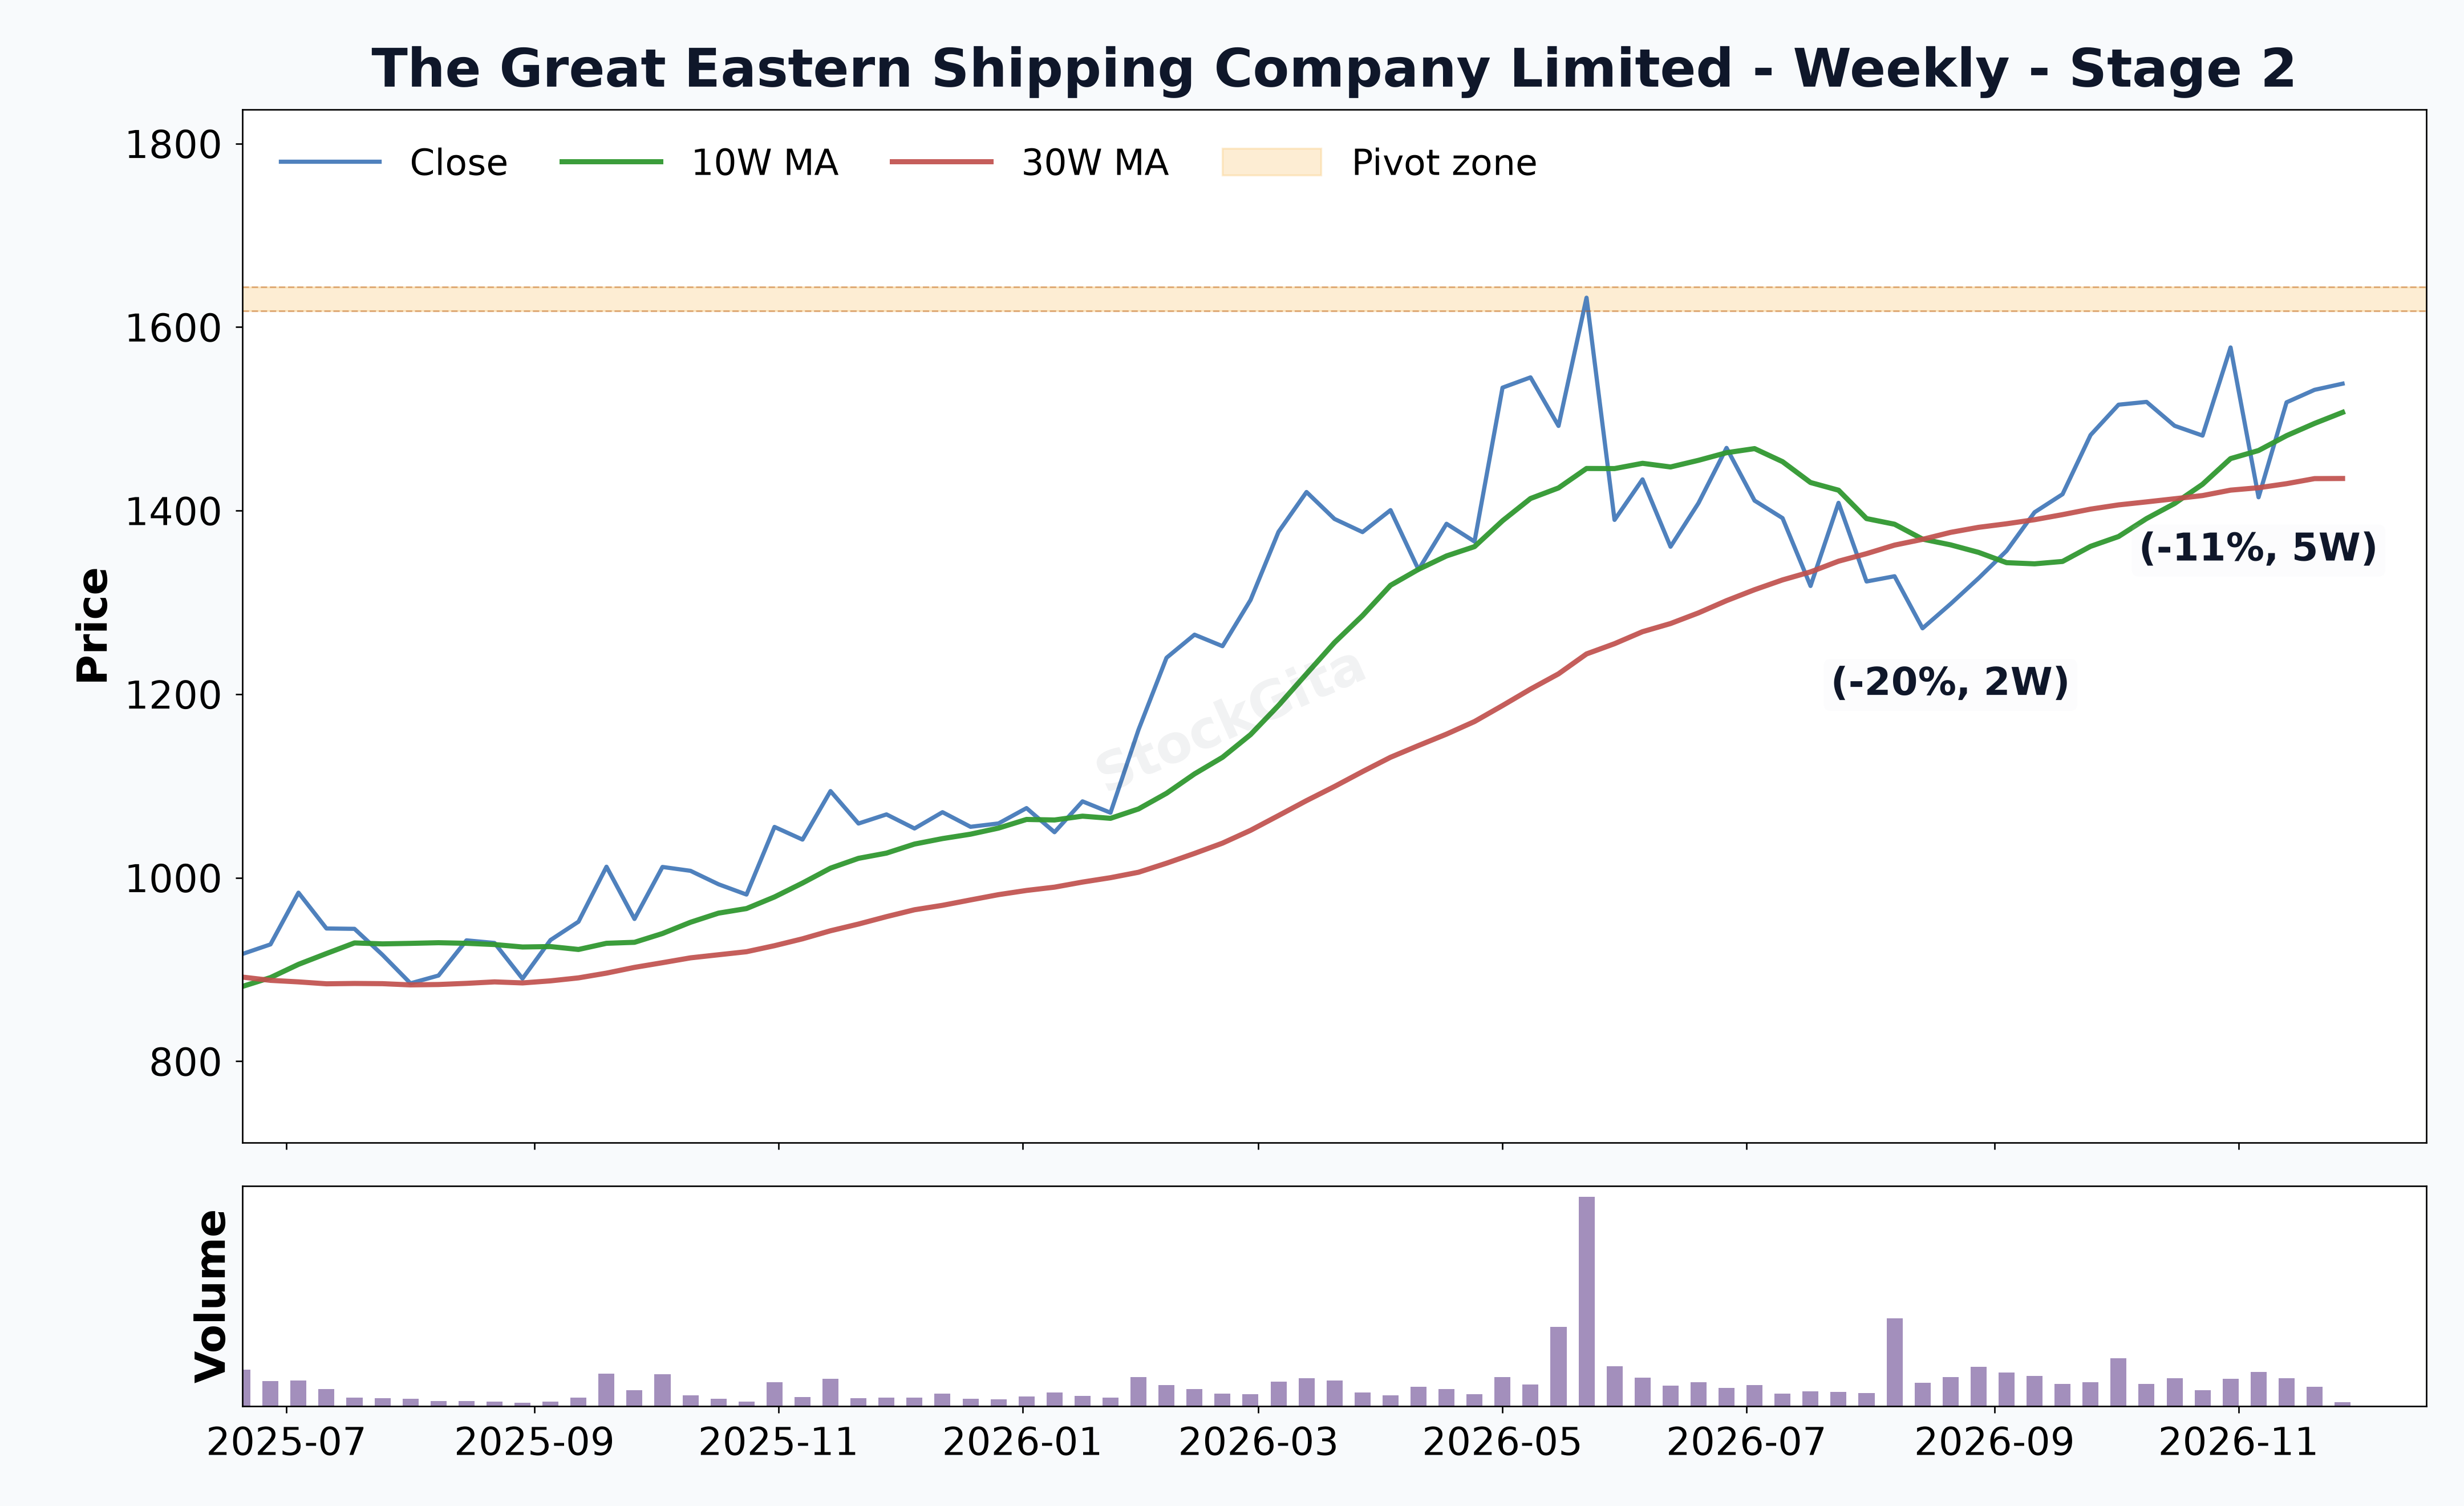 The Great Eastern Shipping Company Limited - Weekly - Stage 2
Close 10W MA 30W MA Pivot zone
1800
1600
1400
1200
1000
800
Price
(-11%, 5W)
(-20%, 2W)
StockGita
Volume
2025-07 2025-09 2025-11 2026-01 2026-03 2026-05 2026-07 2026-09 2026-11